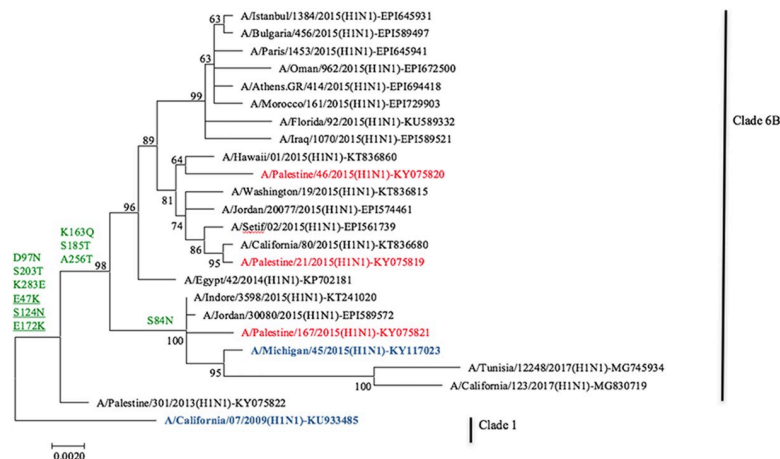 63
A/Istanbul/1384/2015(H1N1)-EPI645931
A/Bulgaria/456/2015(H1N1)-EPI589497
A/Paris/1453/2015(H1N1)-EPI645941
63
A/Oman/962/2015(H1N1)-EPI672500
A/Athens.GR/414/2015(H1N1)-EPI694418
99
A/Morocco/161/2015(H1N1)-EPI729903
A/Florida/92/2015(H1N1)-KU589332
Clade 6B
A/Iraq/1070/2015(H1N1)-EPI589521
89
64
A/Hawaii/01/2015(H1N1)-KT836860
A/Palestine/46/2015(H1N1)-KY075820
81
A/Washington/19/2015(H1N1)-KT836815
96
A/Jordan/20077/2015(H1N1)-EPI574461
74
A/Setif/02/2015(H1N1)-EPI561739
K163Q
S185T
A256T
86
A/California/80/2015(H1N1)-KT836680
95
A/Palestine/21/2015(H1N1)-KY075819
98
D97N
S203T
K283E
E47K
S124N
E172K
A/Egypt/42/2014(H1N1)-KP702181
A/Indore/3598/2015(H1N1)-KT241020
S84N
A/Jordan/30080/2015(H1N1)-EPI589572
A/Palestine/167/2015(H1N1)-KY075821
100
A/Michigan/45/2015(H1N1)-KY117023
95
A/Tunisia/12248/2017(H1N1)-MG745934
100
A/California/123/2017(H1N1)-MG830719
A/Palestine/301/2013(H1N1)-KY075822
A/California/07/2009(H1N1)-KU933485
Clade 1
0.0020